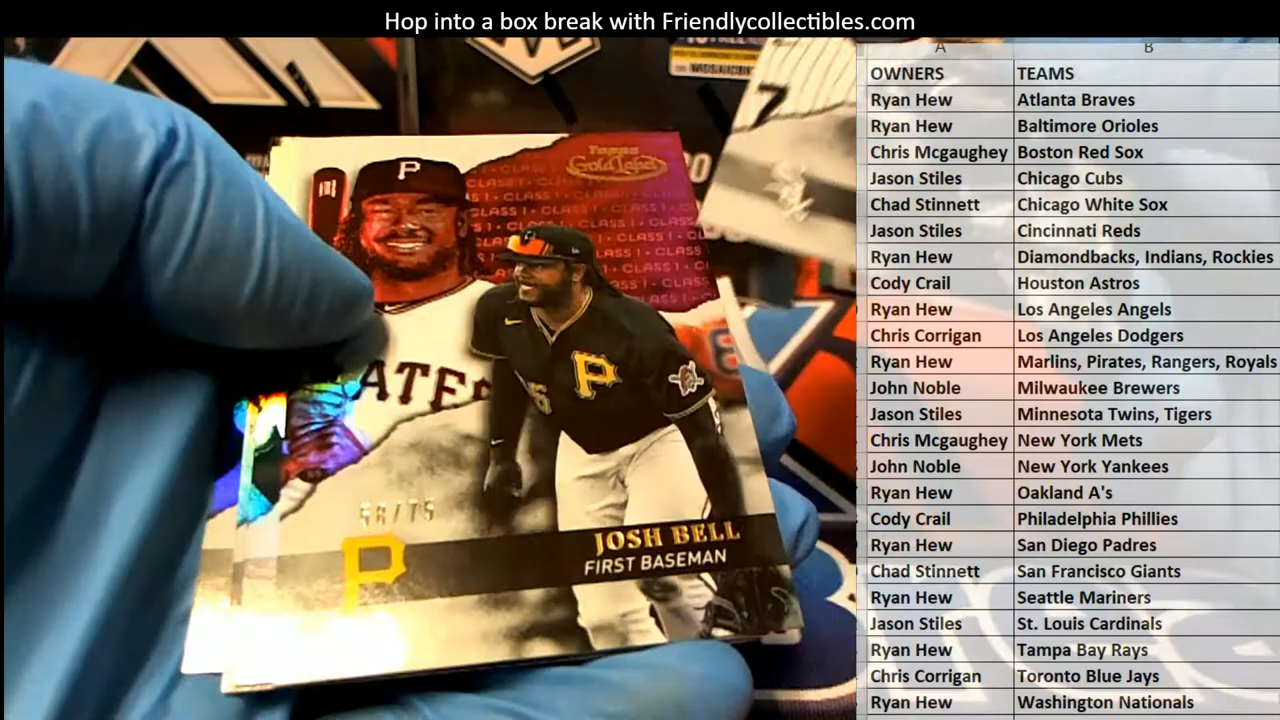 Hop into a box break with Friendlycollectibles.com
A B
OWNERS TEAMS
Ryan Hew Atlanta Braves
Ryan Hew Baltimore Orioles
Chris Mcgaughey Boston Red Sox
Jason Stiles Chicago Cubs
Chad Stinnett Chicago White Sox
Jason Stiles Cincinnati Reds
Ryan Hew Diamondbacks, Indians, Rockies
Cody Crail Houston Astros
Ryan Hew Los Angeles Angels
Chris Corrigan Los Angeles Dodgers
Ryan Hew Marlins, Pirates, Rangers, Royals
John Noble Milwaukee Brewers
Jason Stiles Minnesota Twins, Tigers
Chris Mcgaughey New York Mets
John Noble New York Yankees
Ryan Hew Oakland A's
Cody Crail Philadelphia Phillies
Ryan Hew San Diego Padres
Chad Stinnett San Francisco Giants
Ryan Hew Seattle Mariners
Jason Stiles St. Louis Cardinals
Ryan Hew Tampa Bay Rays
Chris Corrigan Toronto Blue Jays
Ryan Hew Washington Nationals
Topps
Gold Label
CLASS 1 • CLASS 1
P
ATES
P
JOSH BELL
FIRST BASEMAN
P
7